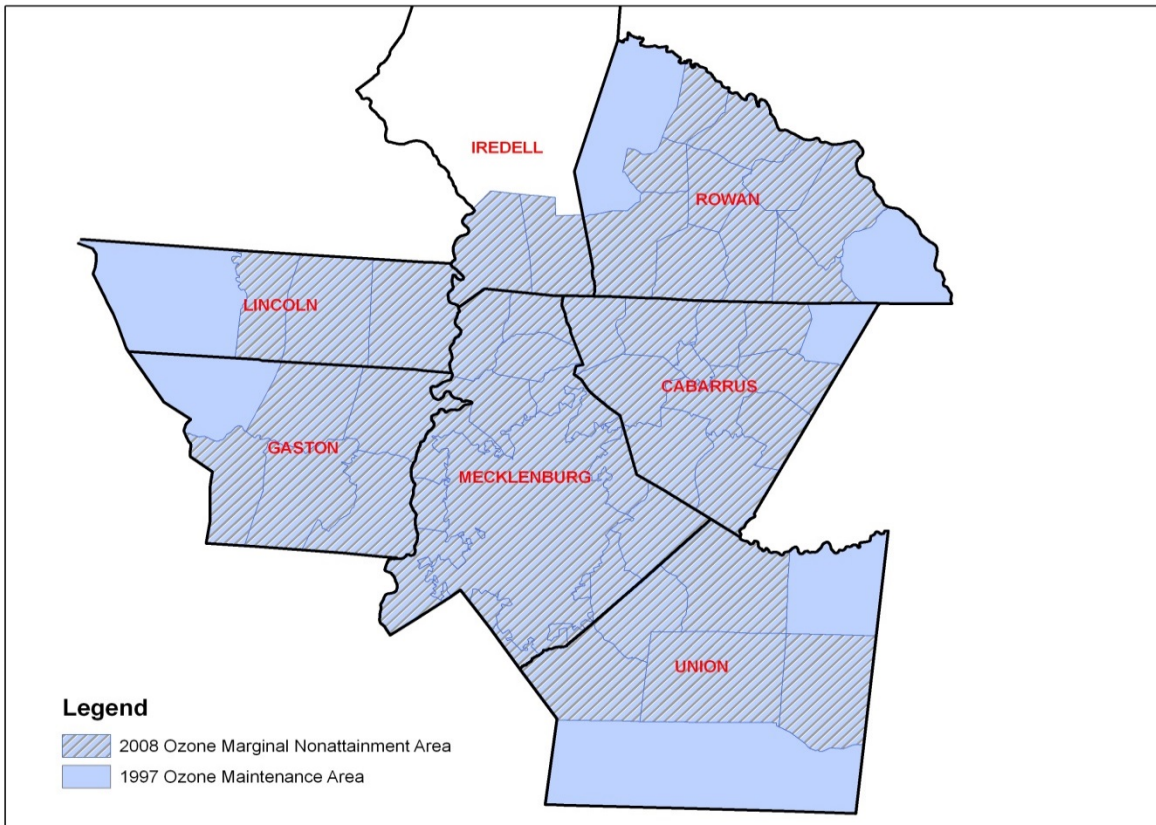 IREDELL
ROWAN
LINCOLN
CABARRUS
GASTON
MECKLENBURG
UNION
Legend
2008 Ozone Marginal Nonattainment Area
1997 Ozone Maintenance Area